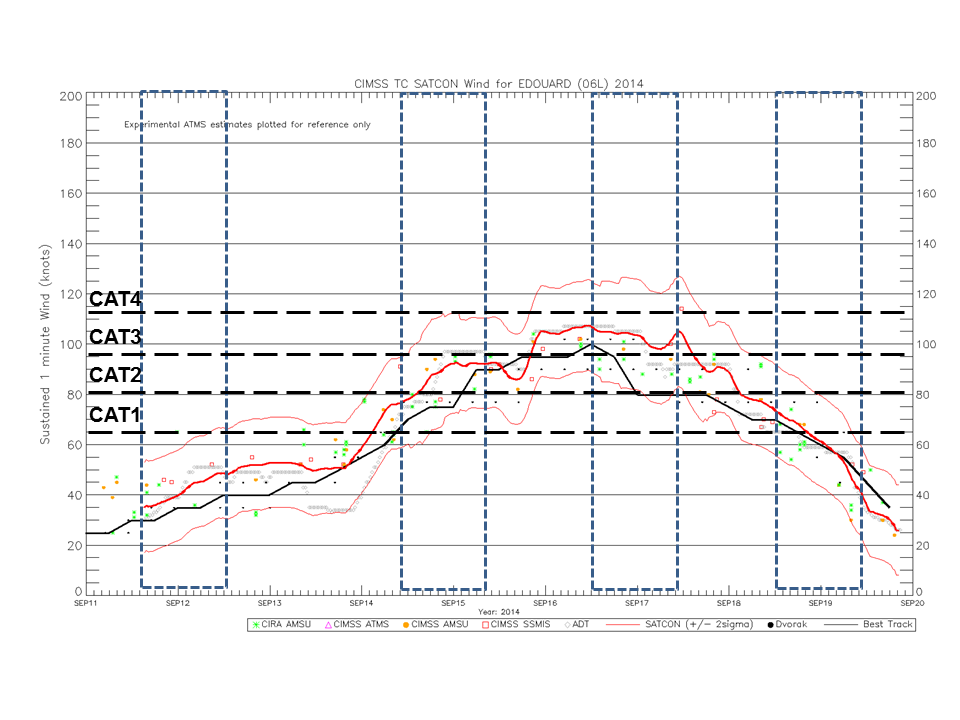 CIMSS TC SATCON Wind for EDOUARD (06L) 2014
Experimental ATMS estimates plotted for reference only
Sustained 1 minute Wind (knots)
200 200
180 180
160 160
140 140
120 120
CAT4
CAT3
100 100
CAT2
80 80
CAT1
60 60
40 40
20 20
0 0
SEP11 SEP12 SEP13 SEP14 SEP15 SEP16 SEP17 SEP18 SEP19 SEP20
Year: 2014
CIRA AMSU CIMSS ATMS CIMSS AMSU CIMSS SSMIS ADT SATCON (+/- 2sigma) Dvorak Best Track